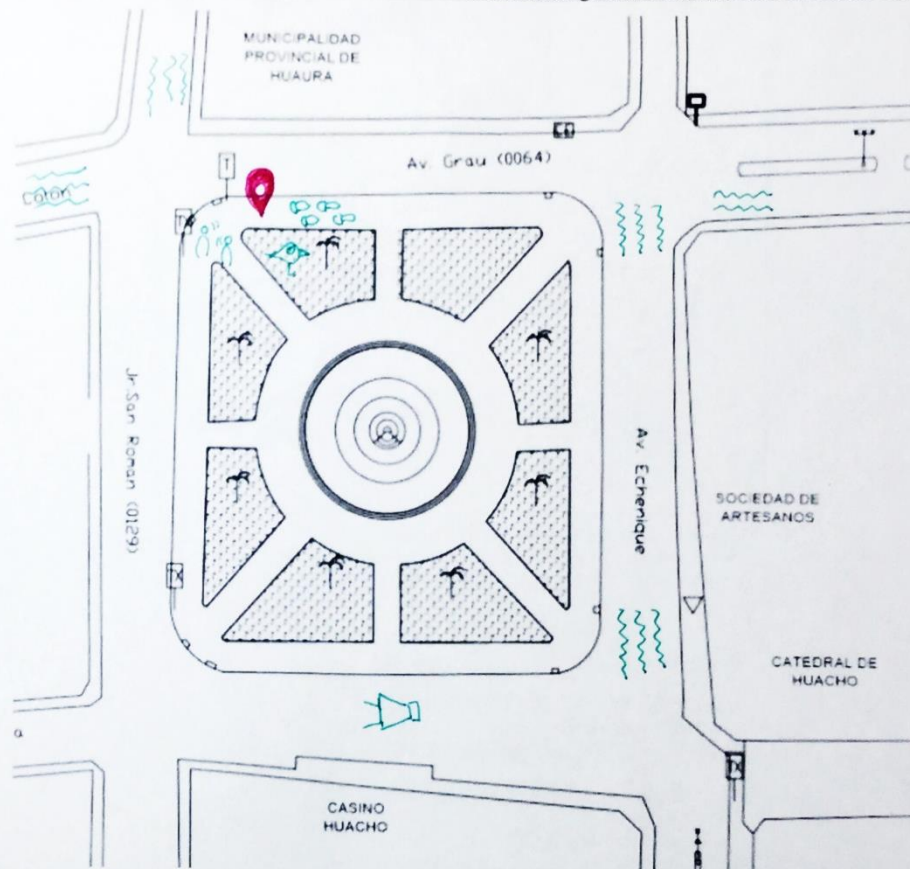 MUNICIPALIDAD
PROVINCIAL DE
HUAURA
Av. Grau (0064)
Colón
T
Jr.San Roman (0129)
Av. Echenique
SOCIEDAD DE
ARTESANOS
CATEDRAL DE
HUACHO
a
CASINO
HUACHO